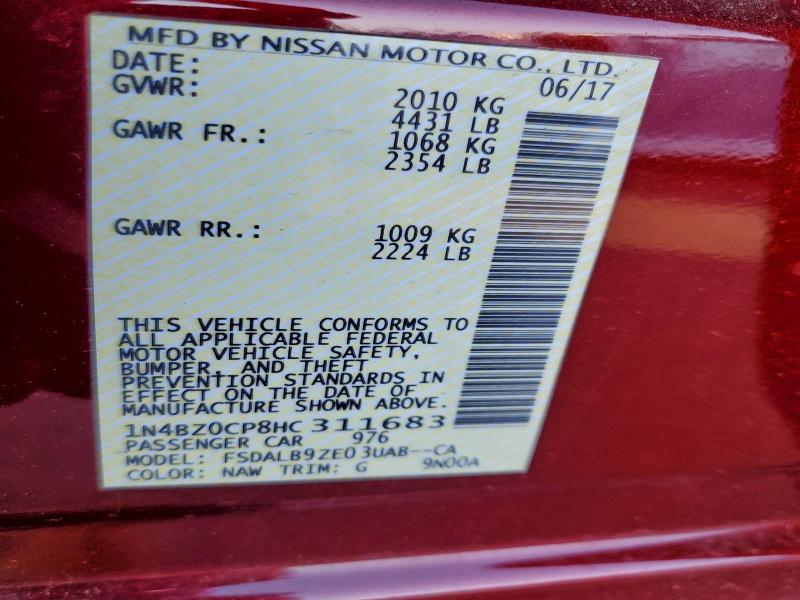 MFD BY NISSAN MOTOR CO., LTD.
DATE: 06/17
GVWR: 2010 KG
4431 LB
GAWR FR.: 1068 KG
2354 LB
GAWR RR.: 1009 KG
2224 LB
THIS VEHICLE CONFORMS TO
ALL APPLICABLE FEDERAL
MOTOR VEHICLE SAFETY,
BUMPER, AND THEFT
PREVENTION STANDARDS IN
EFFECT ON THE DATE OF
MANUFACTURE SHOWN ABOVE.
1N4BZ0CP8HC311683
PASSENGER CAR 976
MODEL: FSDALB9ZE03UAB--CA
COLOR: NAW TRIM: G 9N00A